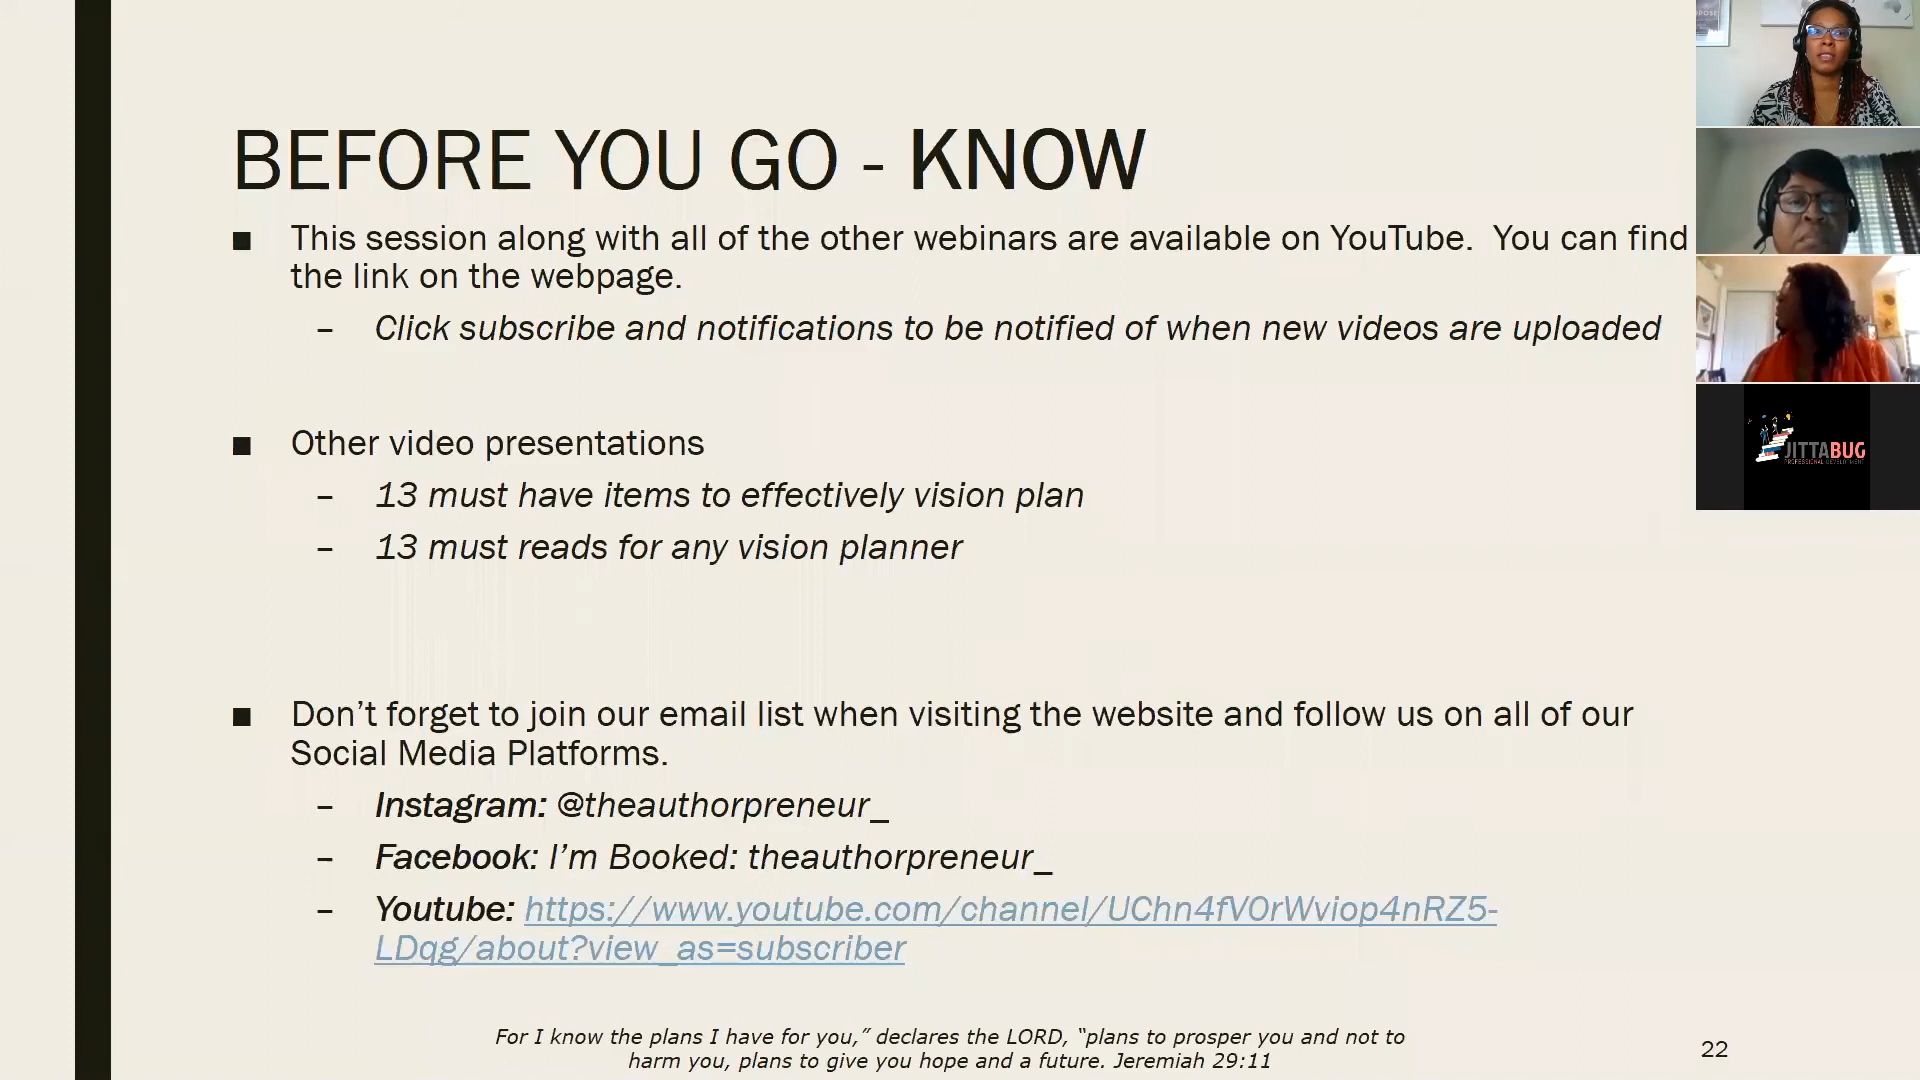 BEFORE YOU GO - KNOW
■ This session along with all of the other webinars are available on YouTube.  You can find
the link on the webpage.
– Click subscribe and notifications to be notified of when new videos are uploaded
■ Other video presentations
– 13 must have items to effectively vision plan
– 13 must reads for any vision planner
■ Don’t forget to join our email list when visiting the website and follow us on all of our
Social Media Platforms.
– Instagram: @theauthorpreneur_
– Facebook: I’m Booked: theauthorpreneur_
– Youtube: https://www.youtube.com/channel/UChn4fV0rWviop4nRZ5-
LDqg/about?view_as=subscriber
For I know the plans I have for you,” declares the LORD, “plans to prosper you and not to
harm you, plans to give you hope and a future. Jeremiah 29:11
22
JITTABUG
PROFESSIONAL DEVELOPMENT